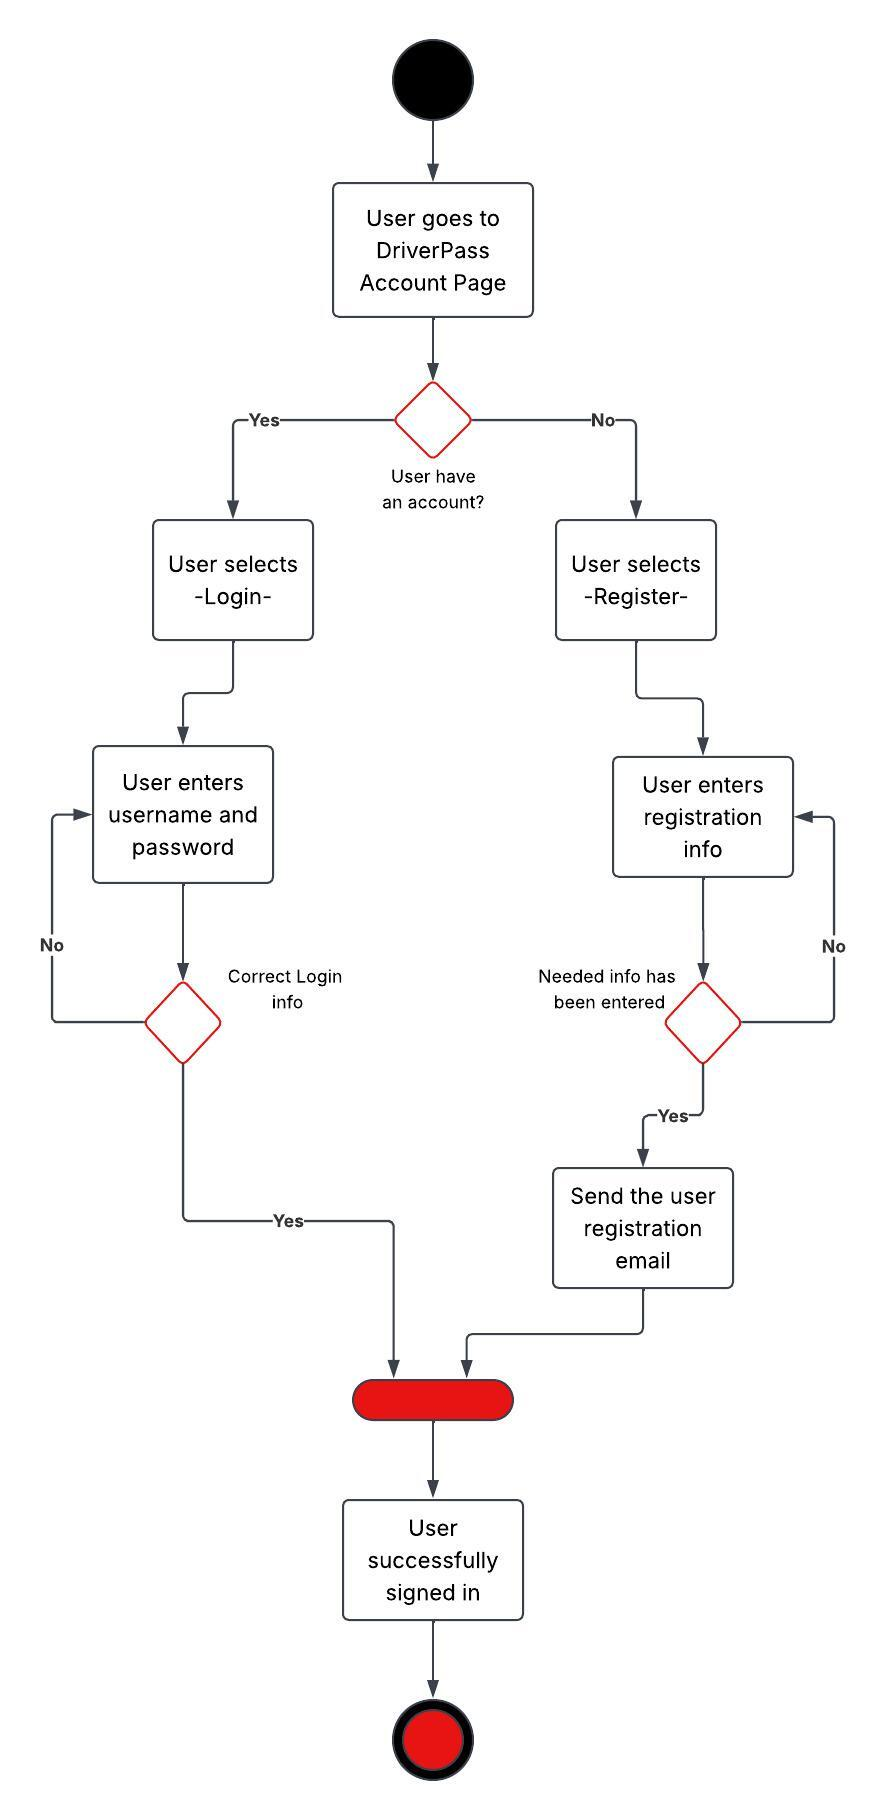 User goes to
DriverPass
Account Page
Yes
No
User have
an account?
User selects
-Login-
User selects
-Register-
User enters
username and
password
User enters
registration
info
No
No
Correct Login
info
Needed info has
been entered
Yes
Send the user
registration
email
Yes
User
successfully
signed in